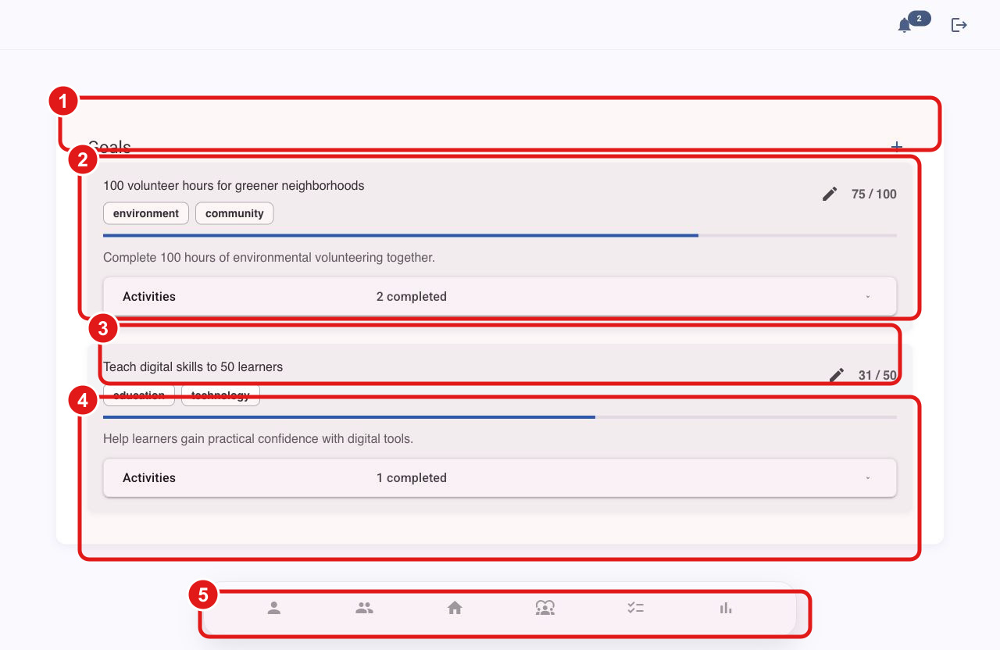 2
1
Goals
2
100 volunteer hours for greener neighborhoods
75 / 100
environment community
Complete 100 hours of environmental volunteering together.
Activities 2 completed
3
Teach digital skills to 50 learners
31 / 50
4
education technology
Help learners gain practical confidence with digital tools.
Activities 1 completed
5